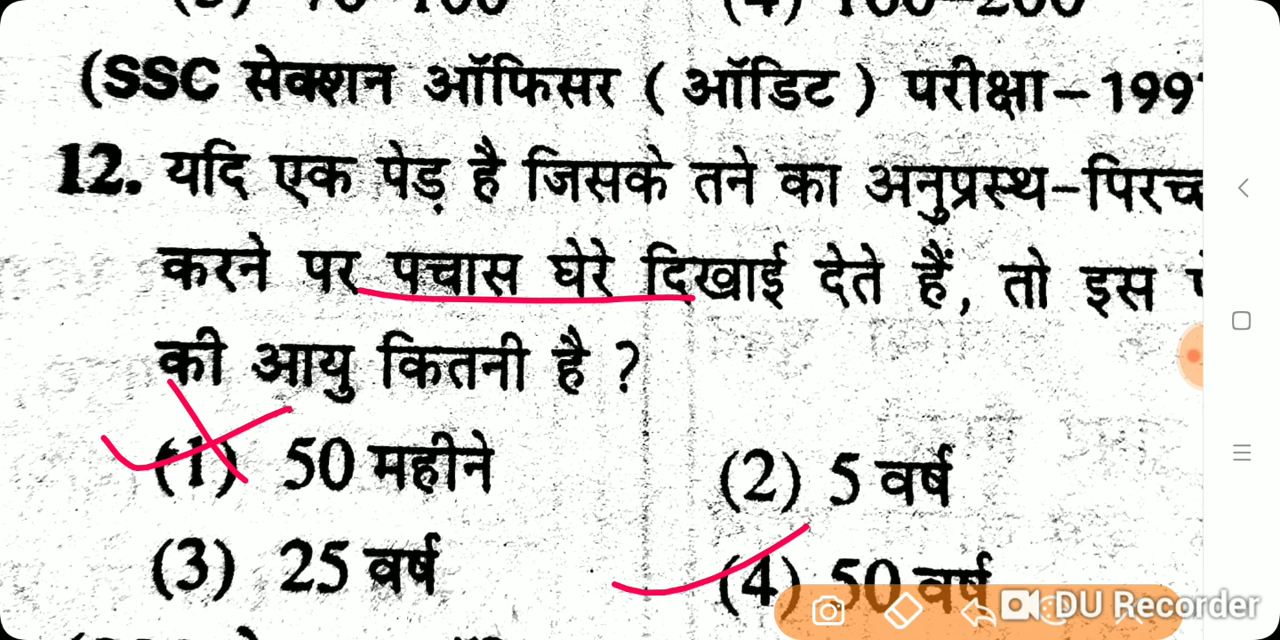 (SSC सेक्शन ऑफिसर ( ऑडिट ) परीक्षा–199
12. यदि एक पेड़ है जिसके तने का अनुप्रस्थ-पिरच्
करने पर पचास घेरे दिखाई देते हैं, तो इस
की आयु कितनी है ?
(1) 50 महीने (2) 5 वर्ष
(3) 25 वर्ष (4) 50 वर्ष
DU Recorder